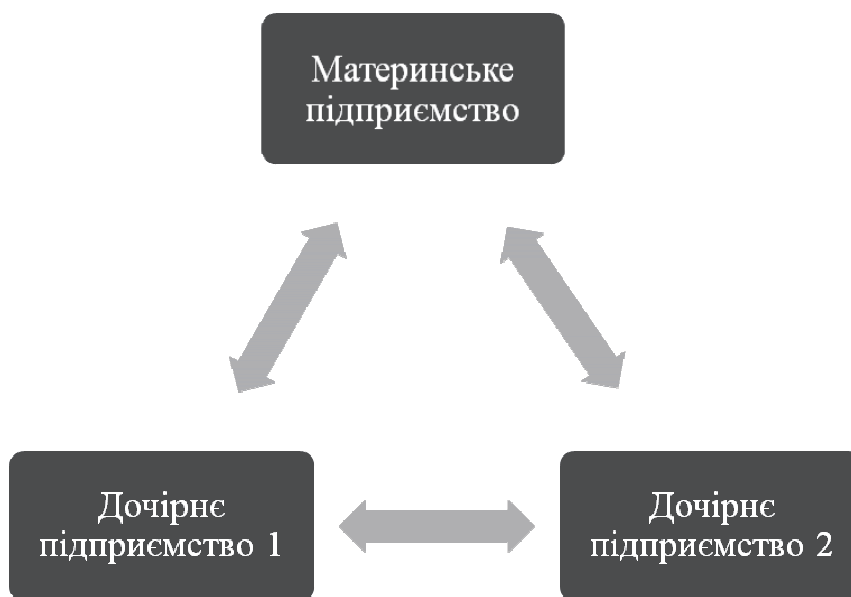 Материнське
підприємство
Дочірнє
підприємство 1
Дочірнє
підприємство 2